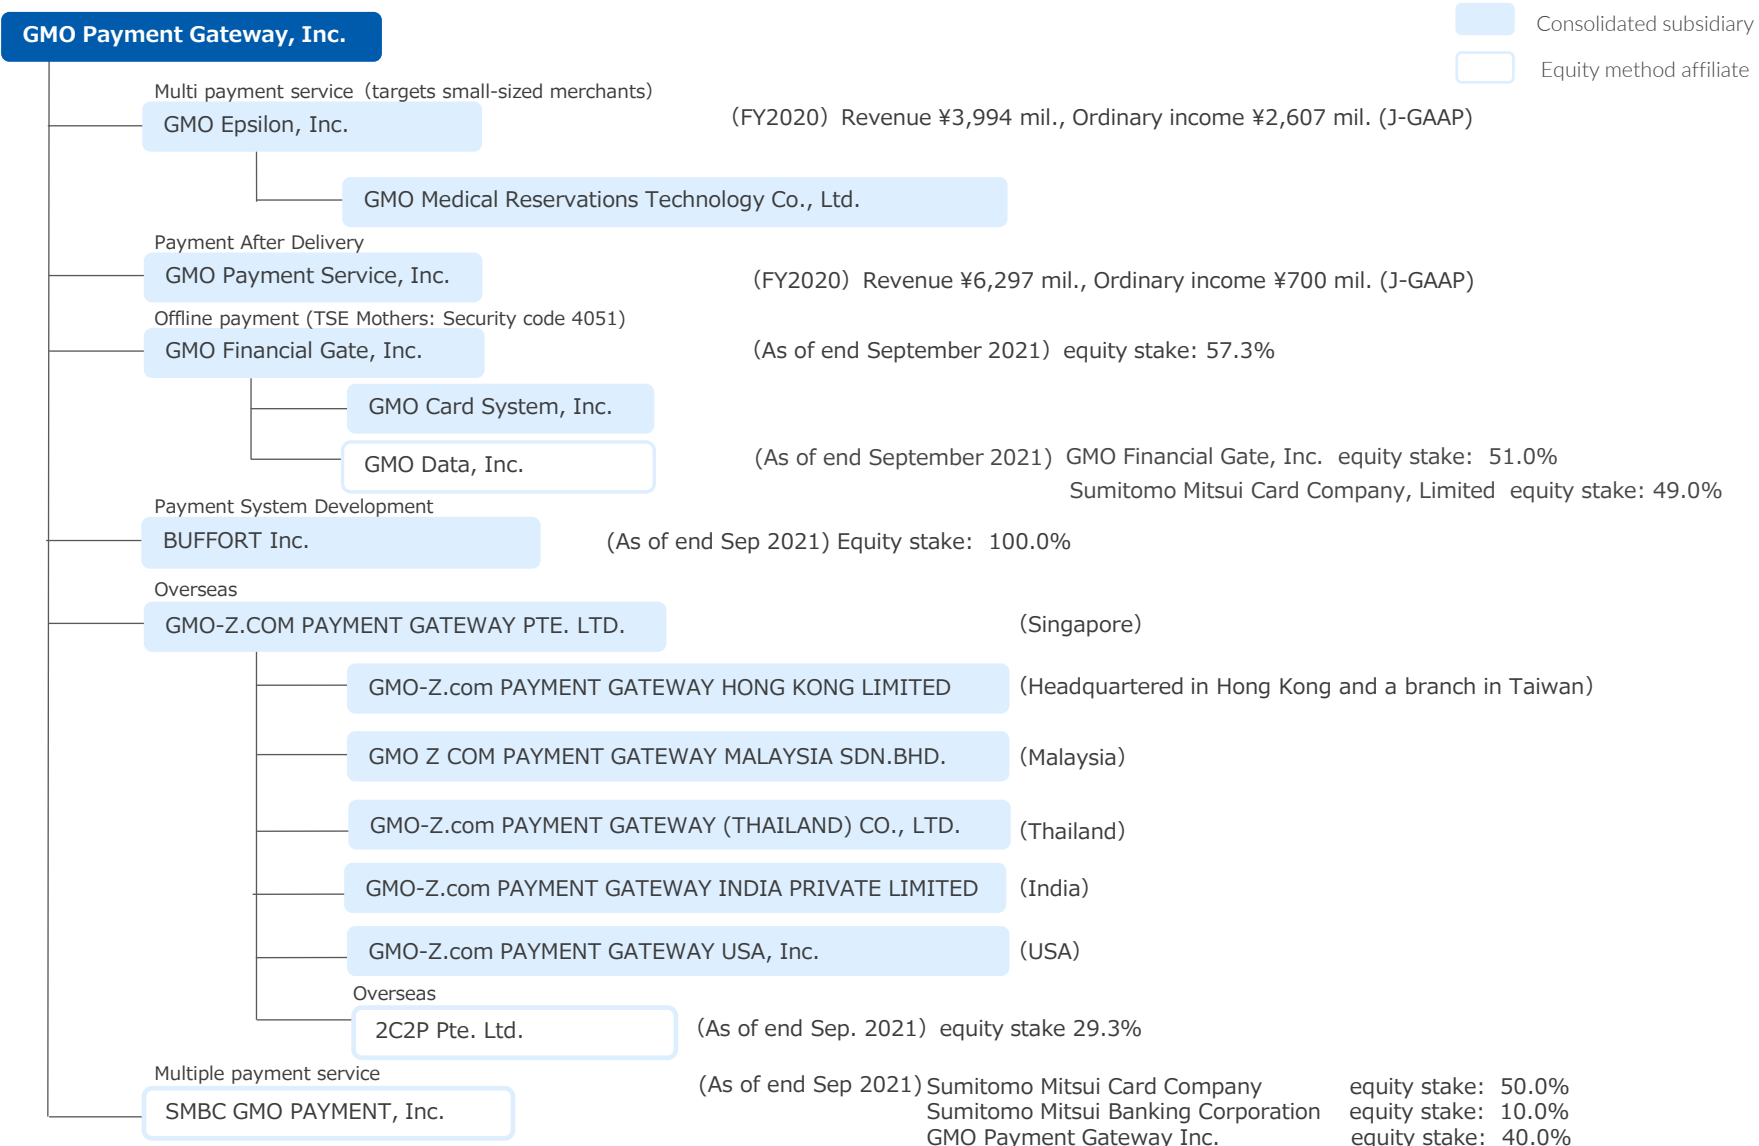 GMO Payment Gateway, Inc.
Consolidated subsidiary
Equity method affiliate
Multi payment service（targets small-sized merchants）
GMO Epsilon, Inc.
（FY2020）Revenue ¥3,994 mil., Ordinary income ¥2,607 mil. (J-GAAP)
GMO Medical Reservations Technology Co., Ltd.
Payment After Delivery
GMO Payment Service, Inc.
（FY2020）Revenue ¥6,297 mil., Ordinary income ¥700 mil. (J-GAAP)
Offline payment (TSE Mothers: Security code 4051)
GMO Financial Gate, Inc.
（As of end September 2021）equity stake: 57.3%
GMO Card System, Inc.
GMO Data, Inc.
(As of end September 2021) GMO Financial Gate, Inc. equity stake: 51.0%
Sumitomo Mitsui Card Company, Limited equity stake: 49.0%
Payment System Development
BUFFORT Inc.
(As of end Sep 2021) Equity stake: 100.0%
Overseas
GMO-Z.COM PAYMENT GATEWAY PTE. LTD.
（Singapore）
GMO-Z.com PAYMENT GATEWAY HONG KONG LIMITED
（Headquartered in Hong Kong and a branch in Taiwan）
GMO Z COM PAYMENT GATEWAY MALAYSIA SDN.BHD.
（Malaysia）
GMO-Z.com PAYMENT GATEWAY (THAILAND) CO., LTD.
（Thailand）
GMO-Z.com PAYMENT GATEWAY INDIA PRIVATE LIMITED
（India）
GMO-Z.com PAYMENT GATEWAY USA, Inc.
（USA）
Overseas
2C2P Pte. Ltd.
（As of end Sep. 2021）equity stake 29.3%
Multiple payment service
SMBC GMO PAYMENT, Inc.
(As of end Sep 2021) Sumitomo Mitsui Card Company equity stake: 50.0%
Sumitomo Mitsui Banking Corporation equity stake: 10.0%
GMO Payment Gateway Inc. equity stake: 40.0%